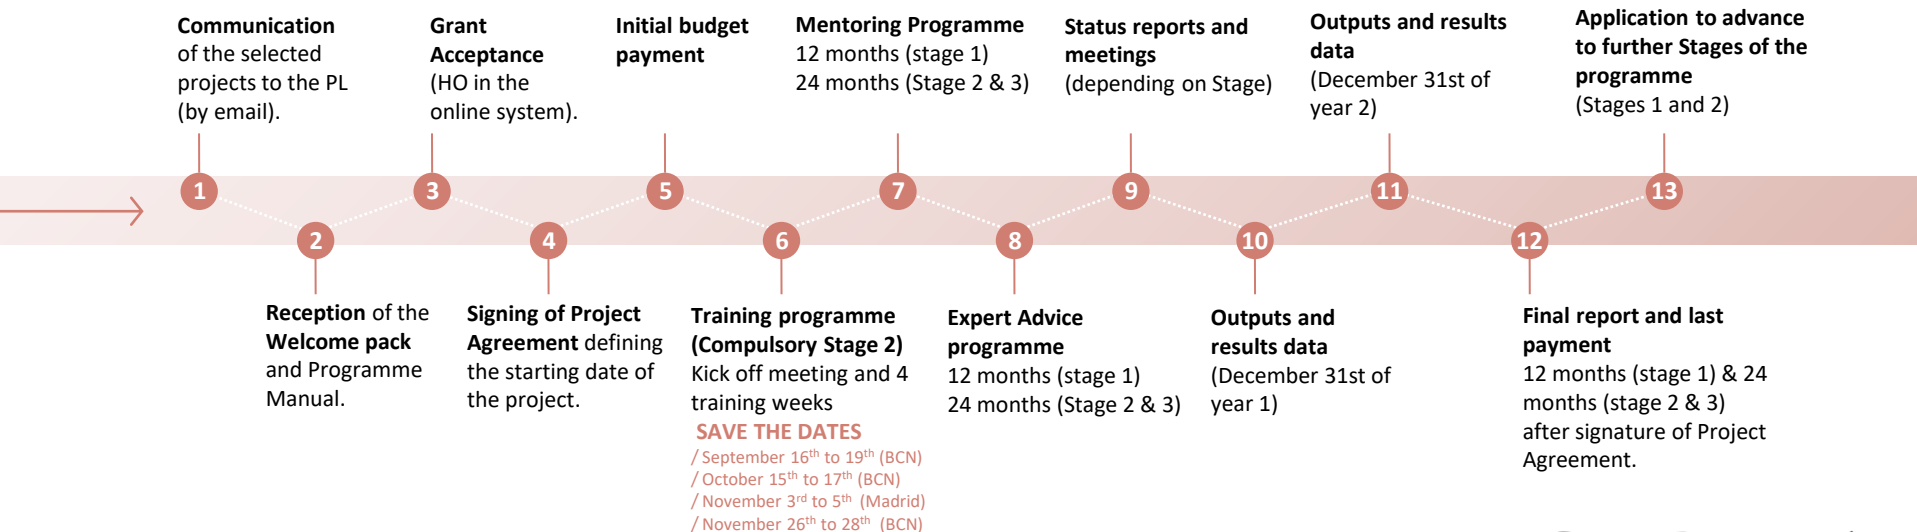 Communication
of the selected
projects to the PL
(by email).
Grant
Acceptance
(HO in the
online system).
Initial budget
payment
Mentoring Programme
12 months (stage 1)
24 months (Stage 2 & 3)
Status reports and
meetings
(depending on Stage)
Outputs and results
data
(December 31st of
year 2)
Application to advance
to further Stages of the
programme
(Stages 1 and 2)
1
3
5
7
9
11
13
2
4
6
8
10
12
Reception of the
Welcome pack
and Programme
Manual.
Signing of Project
Agreement defining
the starting date of
the project.
Training programme
(Compulsory Stage 2)
Kick off meeting and 4
training weeks
SAVE THE DATES
/ September 16th to 19th (BCN)
/ October 15th to 17th (BCN)
/ November 3rd to 5th (Madrid)
/ November 26th to 28th (BCN)
Expert Advice
programme
12 months (stage 1)
24 months (Stage 2 & 3)
Outputs and
results data
(December 31st of
year 1)
Final report and last
payment
12 months (stage 1) & 24
months (stage 2 & 3)
after signature of Project
Agreement.